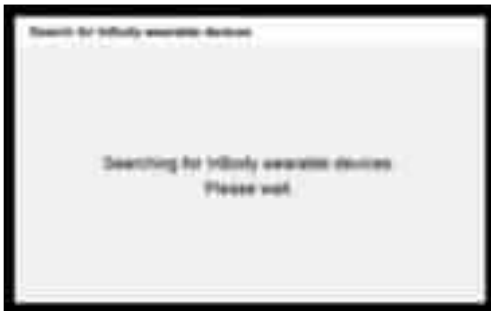 Search for InBody wearable devices
Searching for InBody wearable devices.
Please wait.